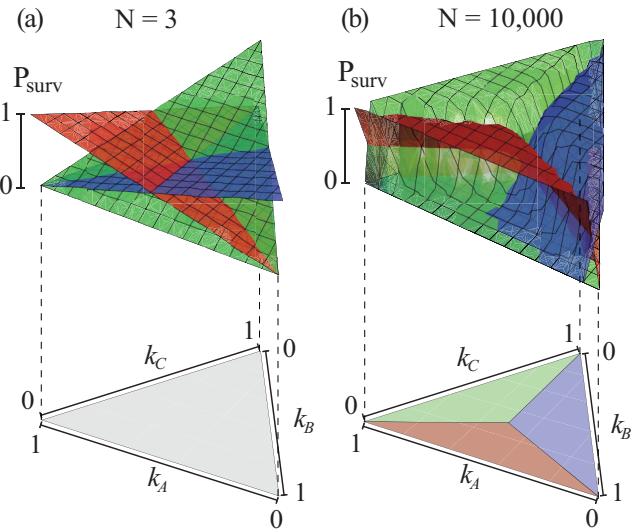 (a) N = 3
P_surv
1
0
1
0
k_C
0
1
k_A
k_B
1
0
(b) N = 10,000
P_surv
1
0
1
0
k_C
0
1
k_A
k_B
1
0